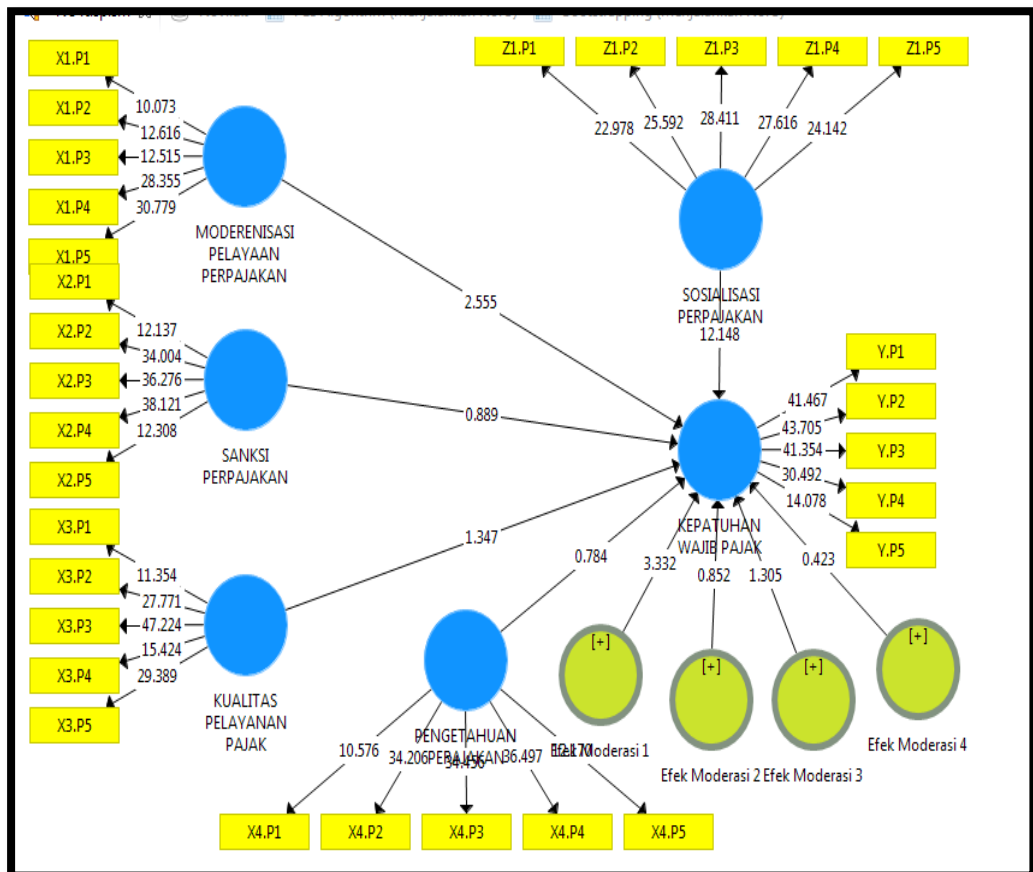 Z1.P1
Z1.P2
Z1.P3
Z1.P4
Z1.P5
22.978
25.592
28.411
27.616
24.142
SOSIALISASI
PERPAJAKAN
12.148
X1.P1
X1.P2
X1.P3
X1.P4
X1.P5
10.073
12.616
12.515
28.355
30.779
MODERENISASI
PELAYAAN
PERPAJAKAN
2.555
X2.P1
X2.P2
X2.P3
X2.P4
X2.P5
12.137
34.004
36.276
38.121
12.308
SANKSI
PERPAJAKAN
0.889
X3.P1
X3.P2
X3.P3
X3.P4
X3.P5
11.354
27.771
47.224
15.424
29.389
KUALITAS
PELAYANAN
PAJAK
1.347
Y.P1
Y.P2
Y.P3
Y.P4
Y.P5
41.467
43.705
41.354
30.492
14.078
KEPATUHAN
WAJIB PAJAK
0.784
3.332
0.852
1.305
0.423
[+]
[+]
[+]
[+]
Efek Moderasi 1
Efek Moderasi 2
Efek Moderasi 3
Efek Moderasi 4
PENGETAHUAN
PERAJAKAN
10.576
34.206
34.456
36.497
X4.P1
X4.P2
X4.P3
X4.P4
X4.P5